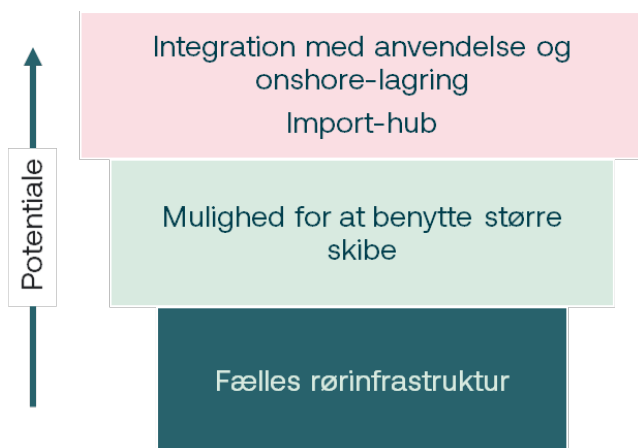 Integration med anvendelse og
onshore-lagring
Import-hub
Potentiale
Mulighed for at benytte større
skibe
Fælles rørinfrastruktur